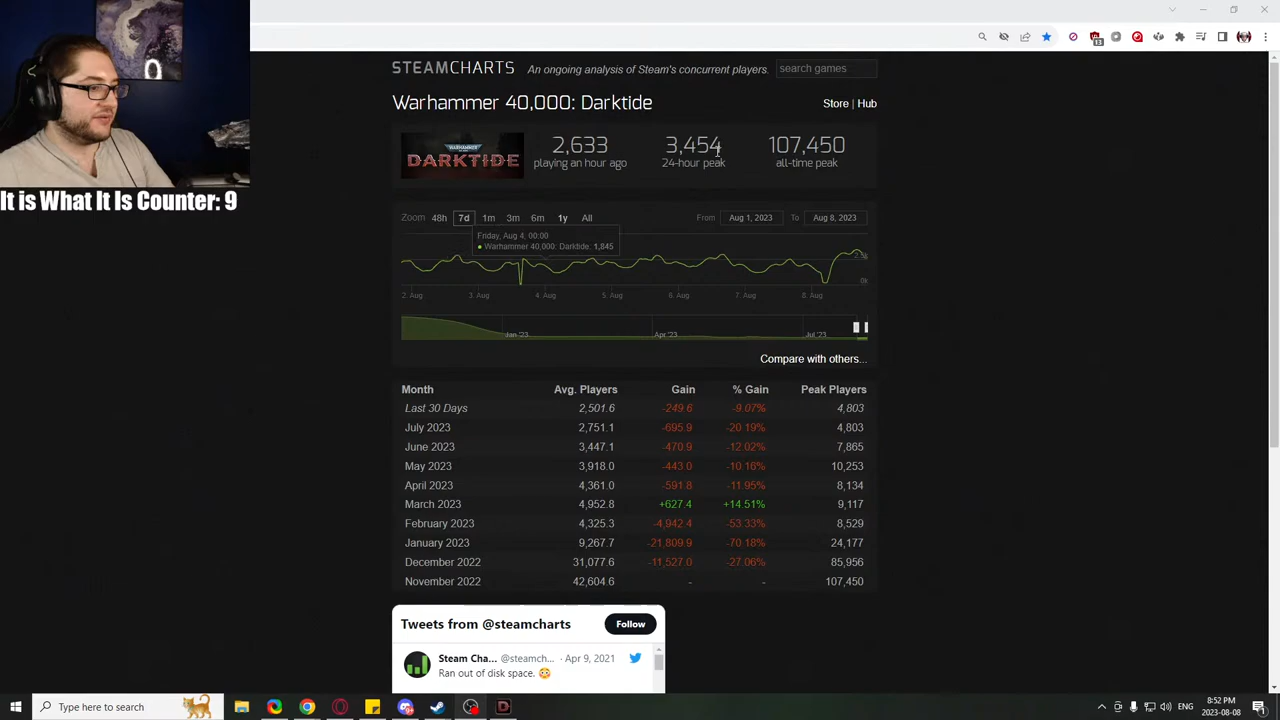 STEAMCHARTS An ongoing analysis of Steam's concurrent players. search games
Warhammer 40,000: Darktide Store | Hub
WARHAMMER
DARKTIDE
2,633 3,454 107,450
playing an hour ago 24-hour peak all-time peak
It is What It Is Counter: 9
Zoom 48h 7d 1m 3m 6m 1y All From Aug 1, 2023 To Aug 8, 2023
Friday, Aug 4, 00:00
Warhammer 40,000: Darktide: 1,845
2.5k
0k
2. Aug 3. Aug 4. Aug 5. Aug 6. Aug 7. Aug 8. Aug
Jan '23 Apr '23 Jul '23
Compare with others...
Month Avg. Players Gain % Gain Peak Players
Last 30 Days 2,501.6 -249.6 -9.07% 4,803
July 2023 2,751.1 -695.9 -20.19% 4,803
June 2023 3,447.1 -470.9 -12.02% 7,865
May 2023 3,918.0 -443.0 -10.16% 10,253
April 2023 4,361.0 -591.8 -11.95% 8,134
March 2023 4,952.8 +627.4 +14.51% 9,117
February 2023 4,325.3 -4,942.4 -53.33% 8,529
January 2023 9,267.7 -21,809.9 -70.18% 24,177
December 2022 31,077.6 -11,527.0 -27.06% 85,956
November 2022 42,604.6 - - 107,450
Tweets from @steamcharts Follow
Steam Cha... @steamch... · Apr 9, 2021
Ran out of disk space. 😳
Type here to search
ENG
8:52 PM
2023-08-08
13
1